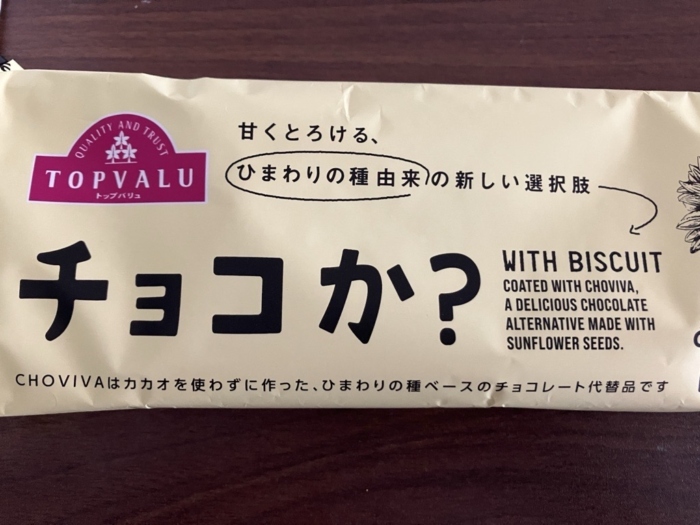 QUALITY AND TRUST
TOPVALU
トップバリュ
甘くとろける、
ひまわりの種由来の新しい選択肢
チョコか?
WITH BISCUIT
COATED WITH CHOVIVA,
A DELICIOUS CHOCOLATE
ALTERNATIVE MADE WITH
SUNFLOWER SEEDS.
CHOVIVAはカカオを使わずに作った、ひまわりの種ベースのチョコレート代替品です